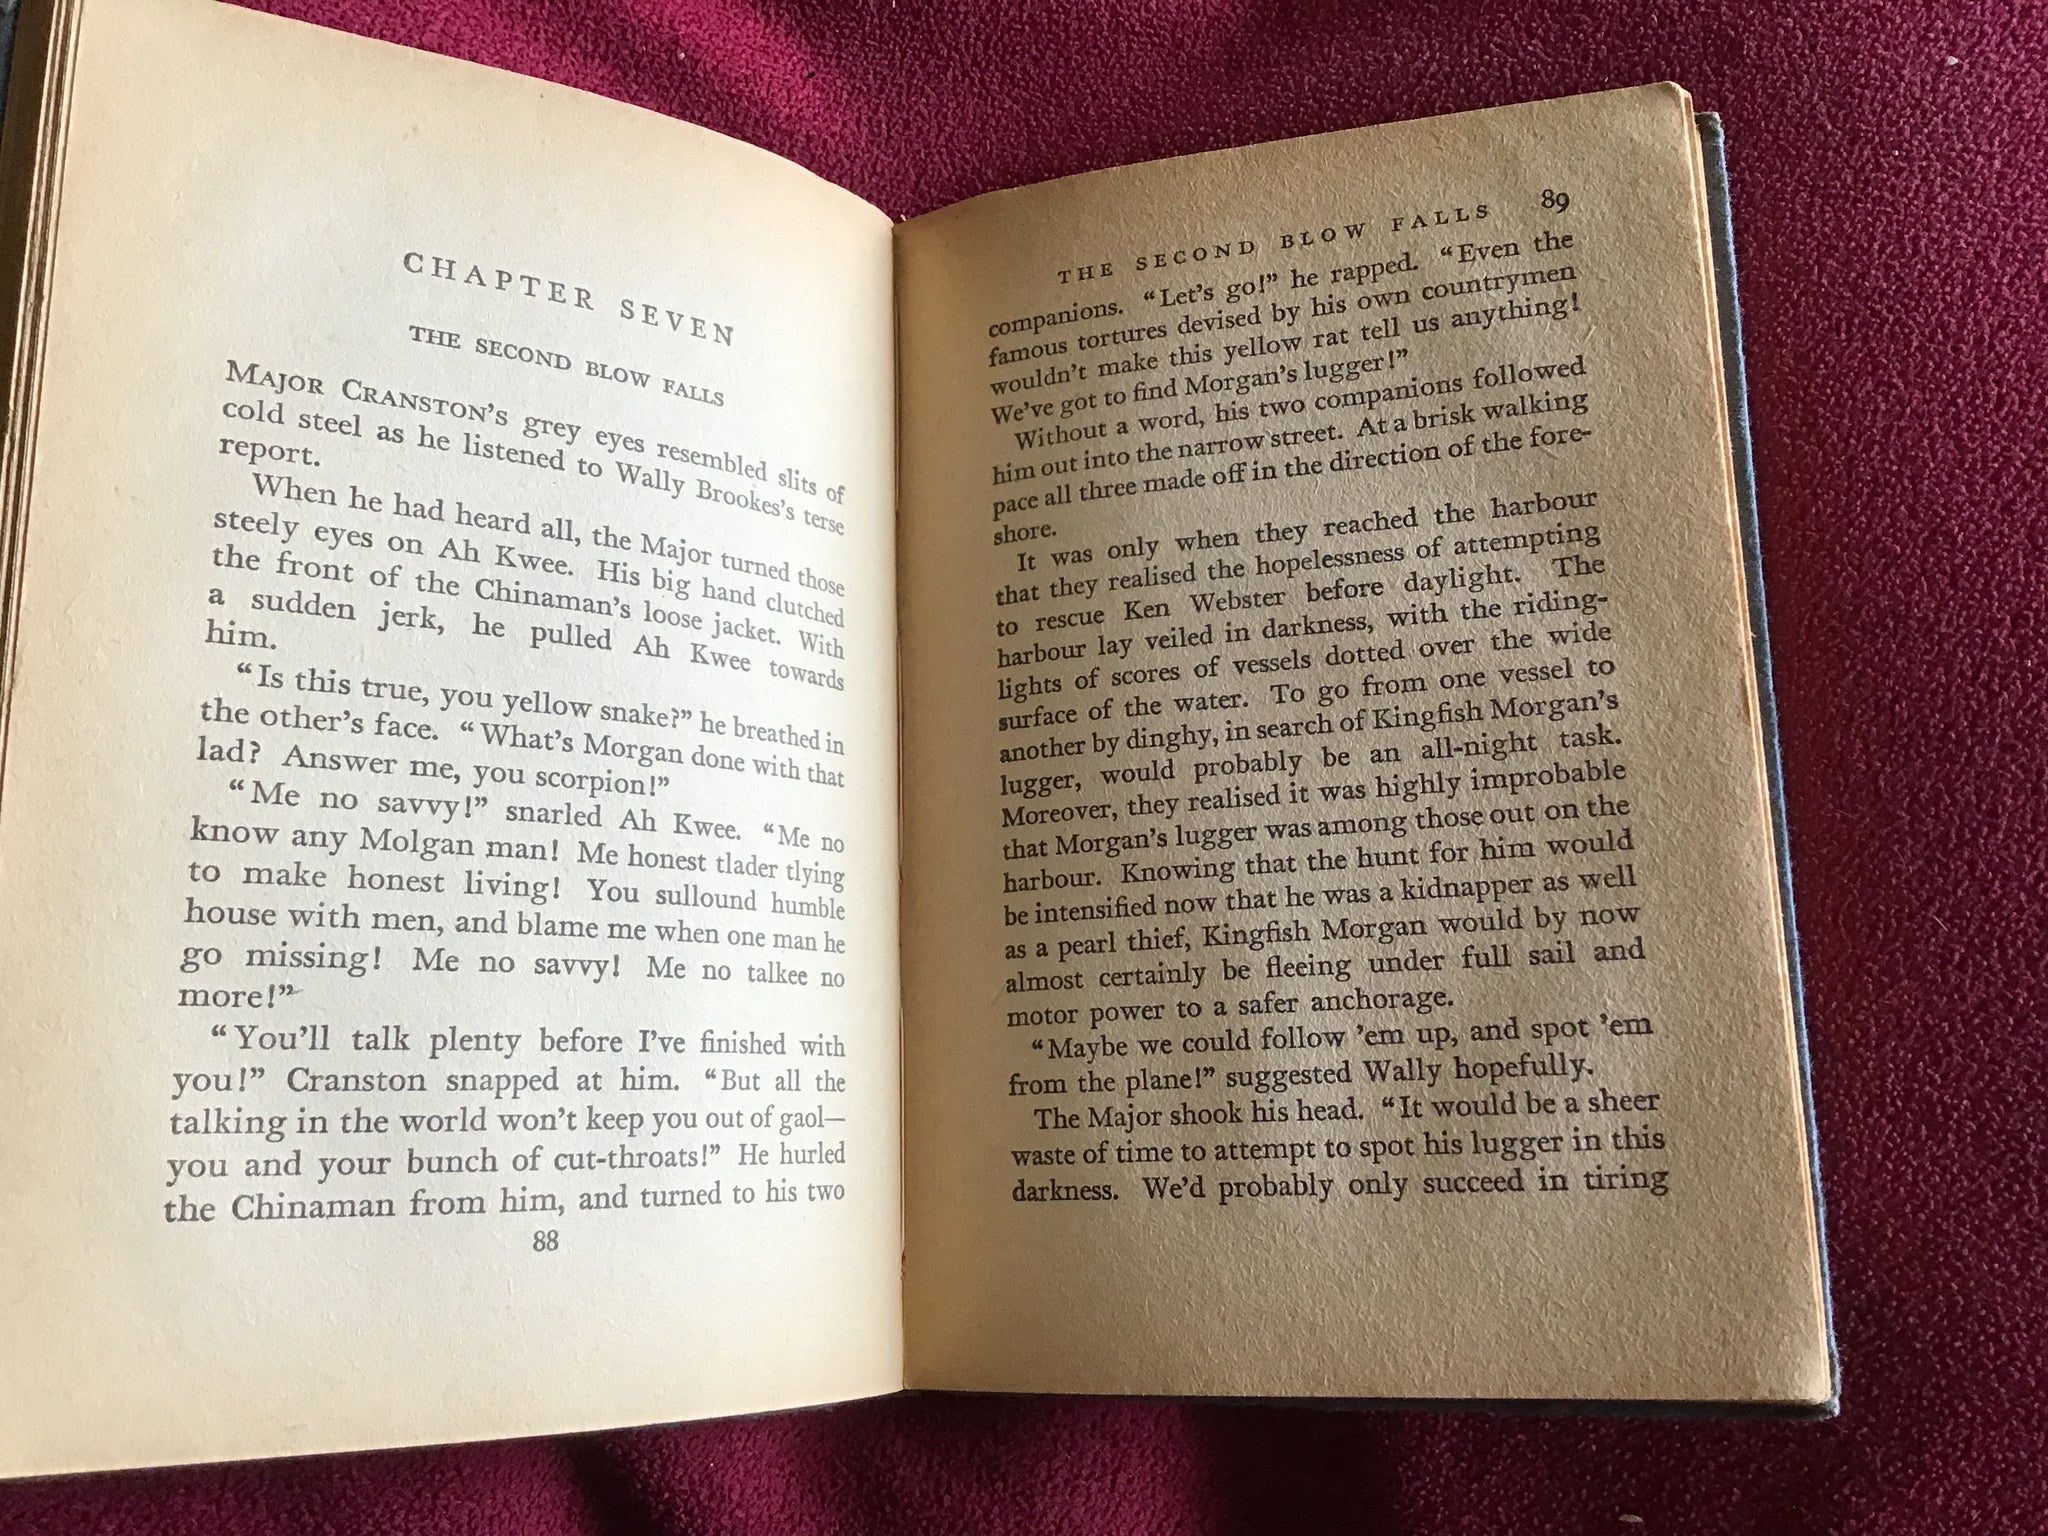 CHAPTER SEVEN
THE SECOND BLOW FALLS
MAJOR CRANSTON's grey eyes resembled slits of
cold steel as he listened to Wally Brookes's terse
report.
When he had heard all, the Major turned those
steely eyes on Ah Kwee. His big hand clutched
the front of the Chinaman's loose jacket. With
a sudden jerk, he pulled Ah Kwee towards
him.
“Is this true, you yellow snake?” he breathed in
the other's face. “What's Morgan done with that
lad? Answer me, you scorpion!”
“Me no savvy!” snarled Ah Kwee. “Me no
know any Molgan man! Me honest tlader tlying
to make honest living! You sullound humble
house with men, and blame me when one man he
go missing! Me no savvy! Me no talkee no
more!”
“You'll talk plenty before I've finished with
you!” Cranston snapped at him. “But all the
talking in the world won't keep you out of gaol—
you and your bunch of cut-throats!” He hurled
the Chinaman from him, and turned to his two
88
THE SECOND BLOW FALLS 89
companions. “Let's go!” he rapped. “Even the
famous tortures devised by his own countrymen
wouldn't make this yellow rat tell us anything!
We've got to find Morgan's lugger!”
Without a word, his two companions followed
him out into the narrow street. At a brisk walking
pace all three made off in the direction of the fore-
shore.
It was only when they reached the harbour
that they realised the hopelessness of attempting
to rescue Ken Webster before daylight. The
harbour lay veiled in darkness, with the riding-
lights of scores of vessels dotted over the wide
surface of the water. To go from one vessel to
another by dinghy, in search of Kingfish Morgan's
lugger, would probably be an all-night task.
Moreover, they realised it was highly improbable
that Morgan's lugger was among those out on the
harbour. Knowing that the hunt for him would
be intensified now that he was a kidnapper as well
as a pearl thief, Kingfish Morgan would by now
almost certainly be fleeing under full sail and
motor power to a safer anchorage.
“Maybe we could follow 'em up, and spot 'em
from the plane!” suggested Wally hopefully.
The Major shook his head. “It would be a sheer
waste of time to attempt to spot his lugger in this
darkness. We'd probably only succeed in tiring